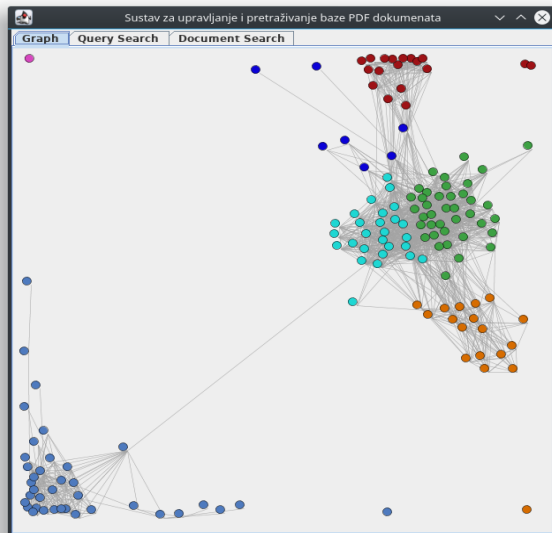 Sustav za upravljanje i pretraživanje baze PDF dokumenata
Graph Query Search Document Search